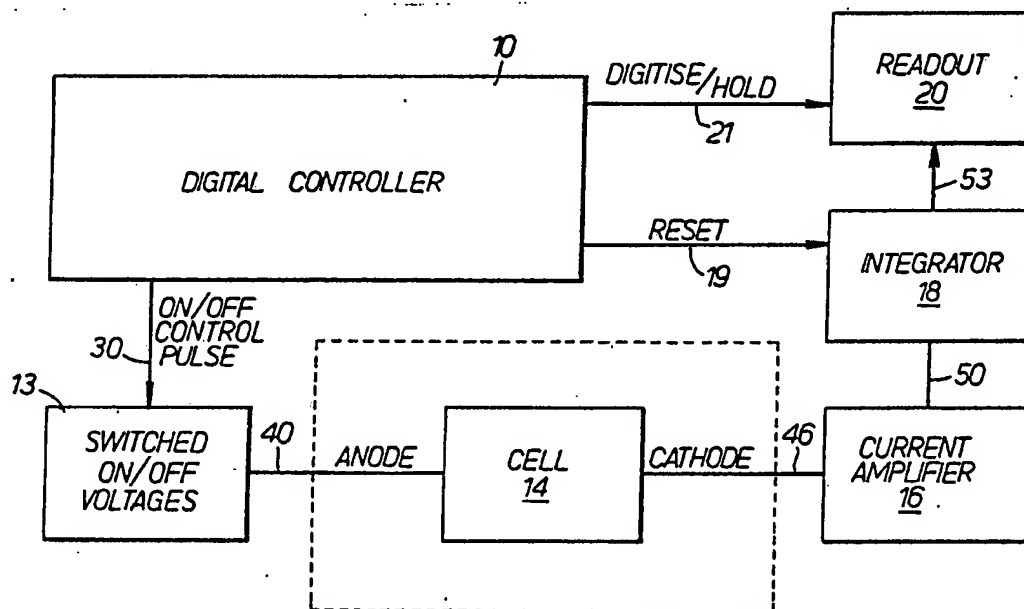 10
DIGITAL CONTROLLER
DIGITISE/HOLD
21
READOUT
20
53
RESET
19
INTEGRATOR
18
ON/OFF
CONTROL
PULSE
30
50
13
SWITCHED
ON/OFF
VOLTAGES
40
ANODE
CELL
14
CATHODE
46
CURRENT
AMPLIFIER
16